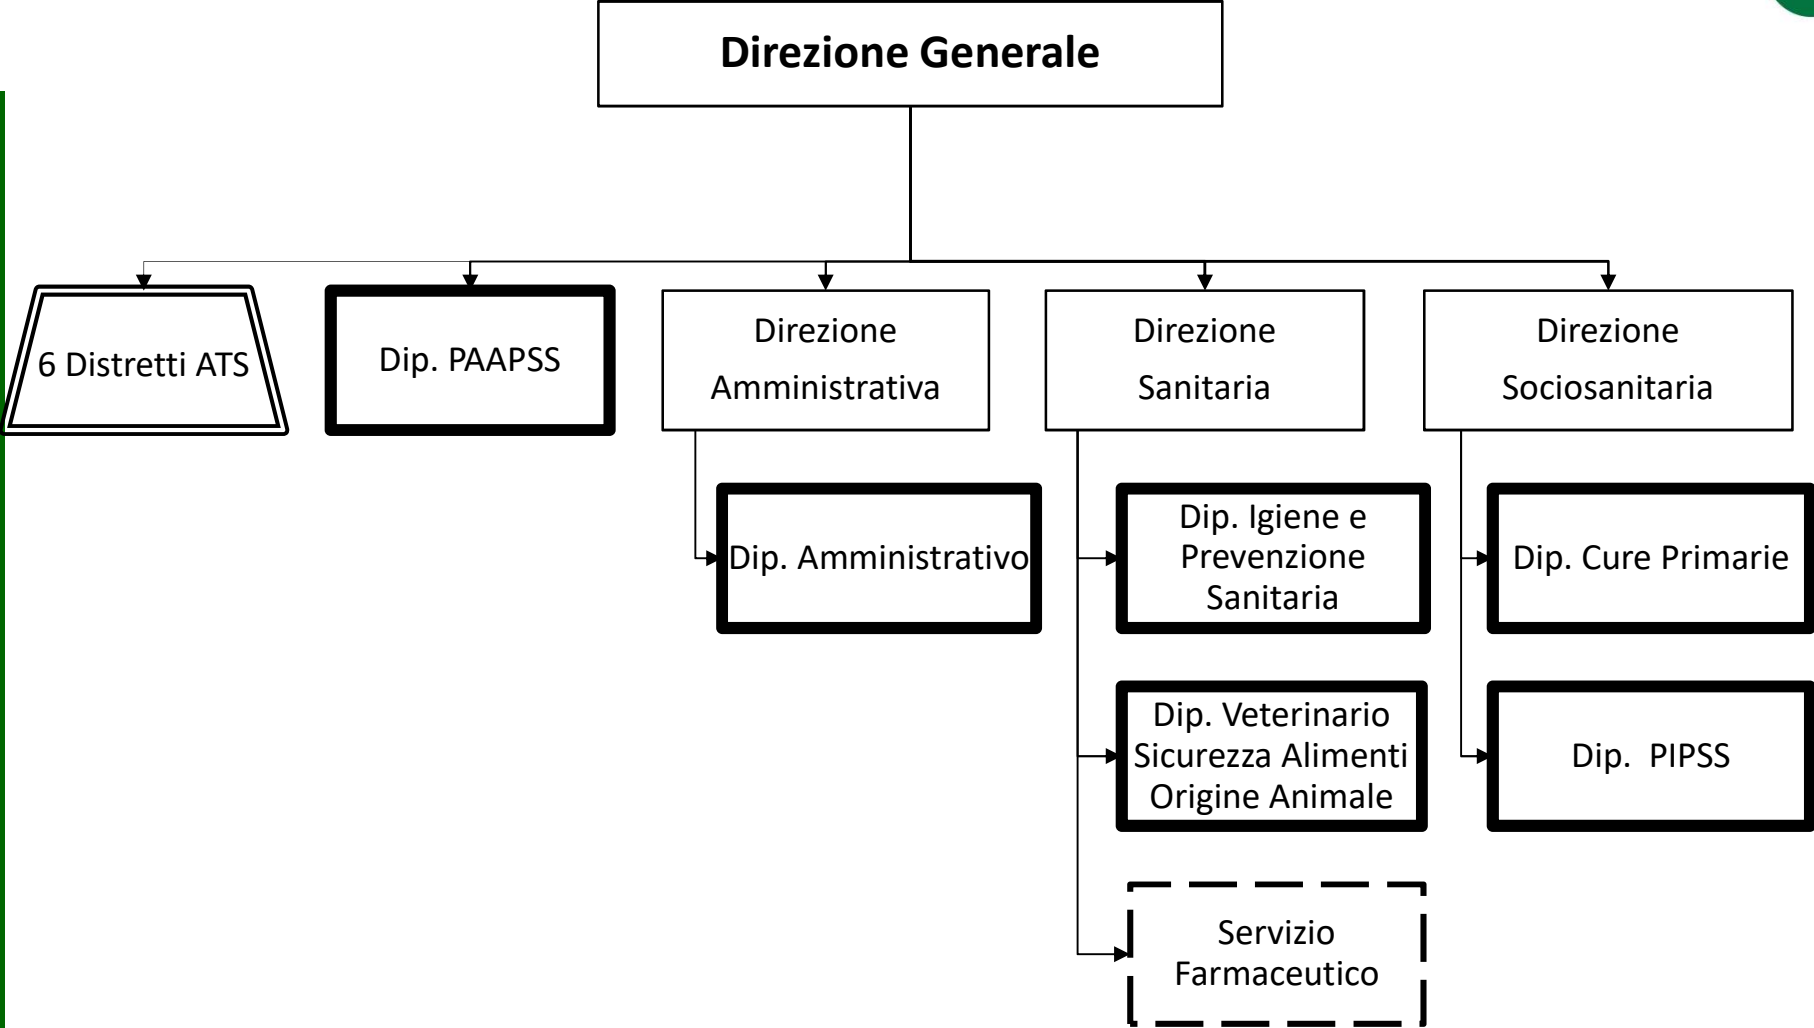 Direzione Generale
6 Distretti ATS
Dip. PAAPSS
Direzione
Amministrativa
Direzione
Sanitaria
Direzione
Sociosanitaria
Dip. Amministrativo
Dip. Igiene e
Prevenzione
Sanitaria
Dip. Cure Primarie
Dip. Veterinario
Sicurezza Alimenti
Origine Animale
Dip.  PIPSS
Servizio
Farmaceutico